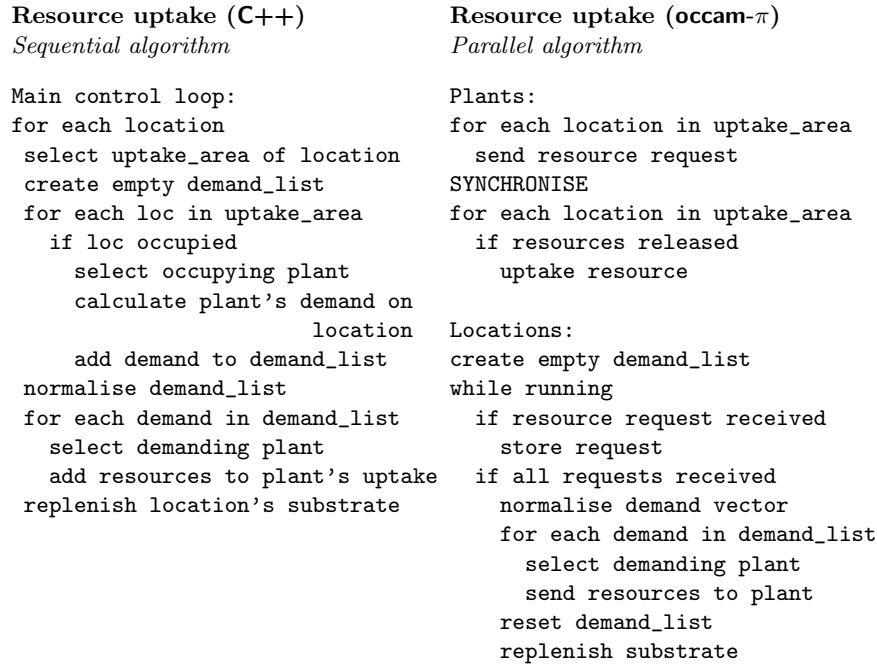 Resource uptake (C++)
Sequential algorithm
Main control loop:
for each location
 select uptake_area of location
 create empty demand_list
 for each loc in uptake_area
   if loc occupied
     select occupying plant
     calculate plant's demand on
                        location
     add demand to demand_list
 normalise demand_list
 for each demand in demand_list
   select demanding plant
   add resources to plant's uptake
 replenish location's substrate
Resource uptake (occam-π)
Parallel algorithm
Plants:
for each location in uptake_area
  send resource request
SYNCHRONISE
for each location in uptake_area
  if resources released
    uptake resource
Locations:
create empty demand_list
while running
  if resource request received
    store request
  if all requests received
    normalise demand vector
    for each demand in demand_list
      select demanding plant
      send resources to plant
    reset demand_list
    replenish substrate